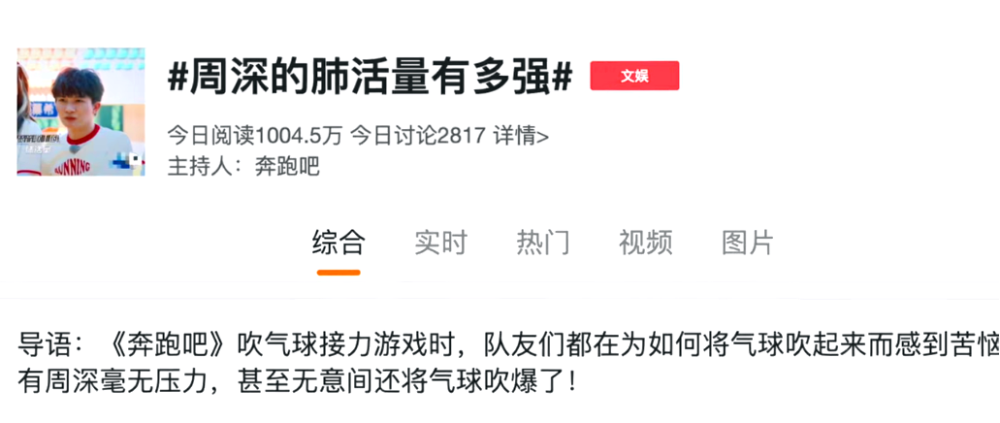 #周深的肺活量有多强#
文娱
今日阅读1004.5万 今日讨论2817 详情>
主持人：奔跑吧
RUNNING
综合
实时
热门
视频
图片
导语：《奔跑吧》吹气球接力游戏时，队友们都在为如何将气球吹起来而感到苦恼
有周深毫无压力，甚至无意间还将气球吹爆了！